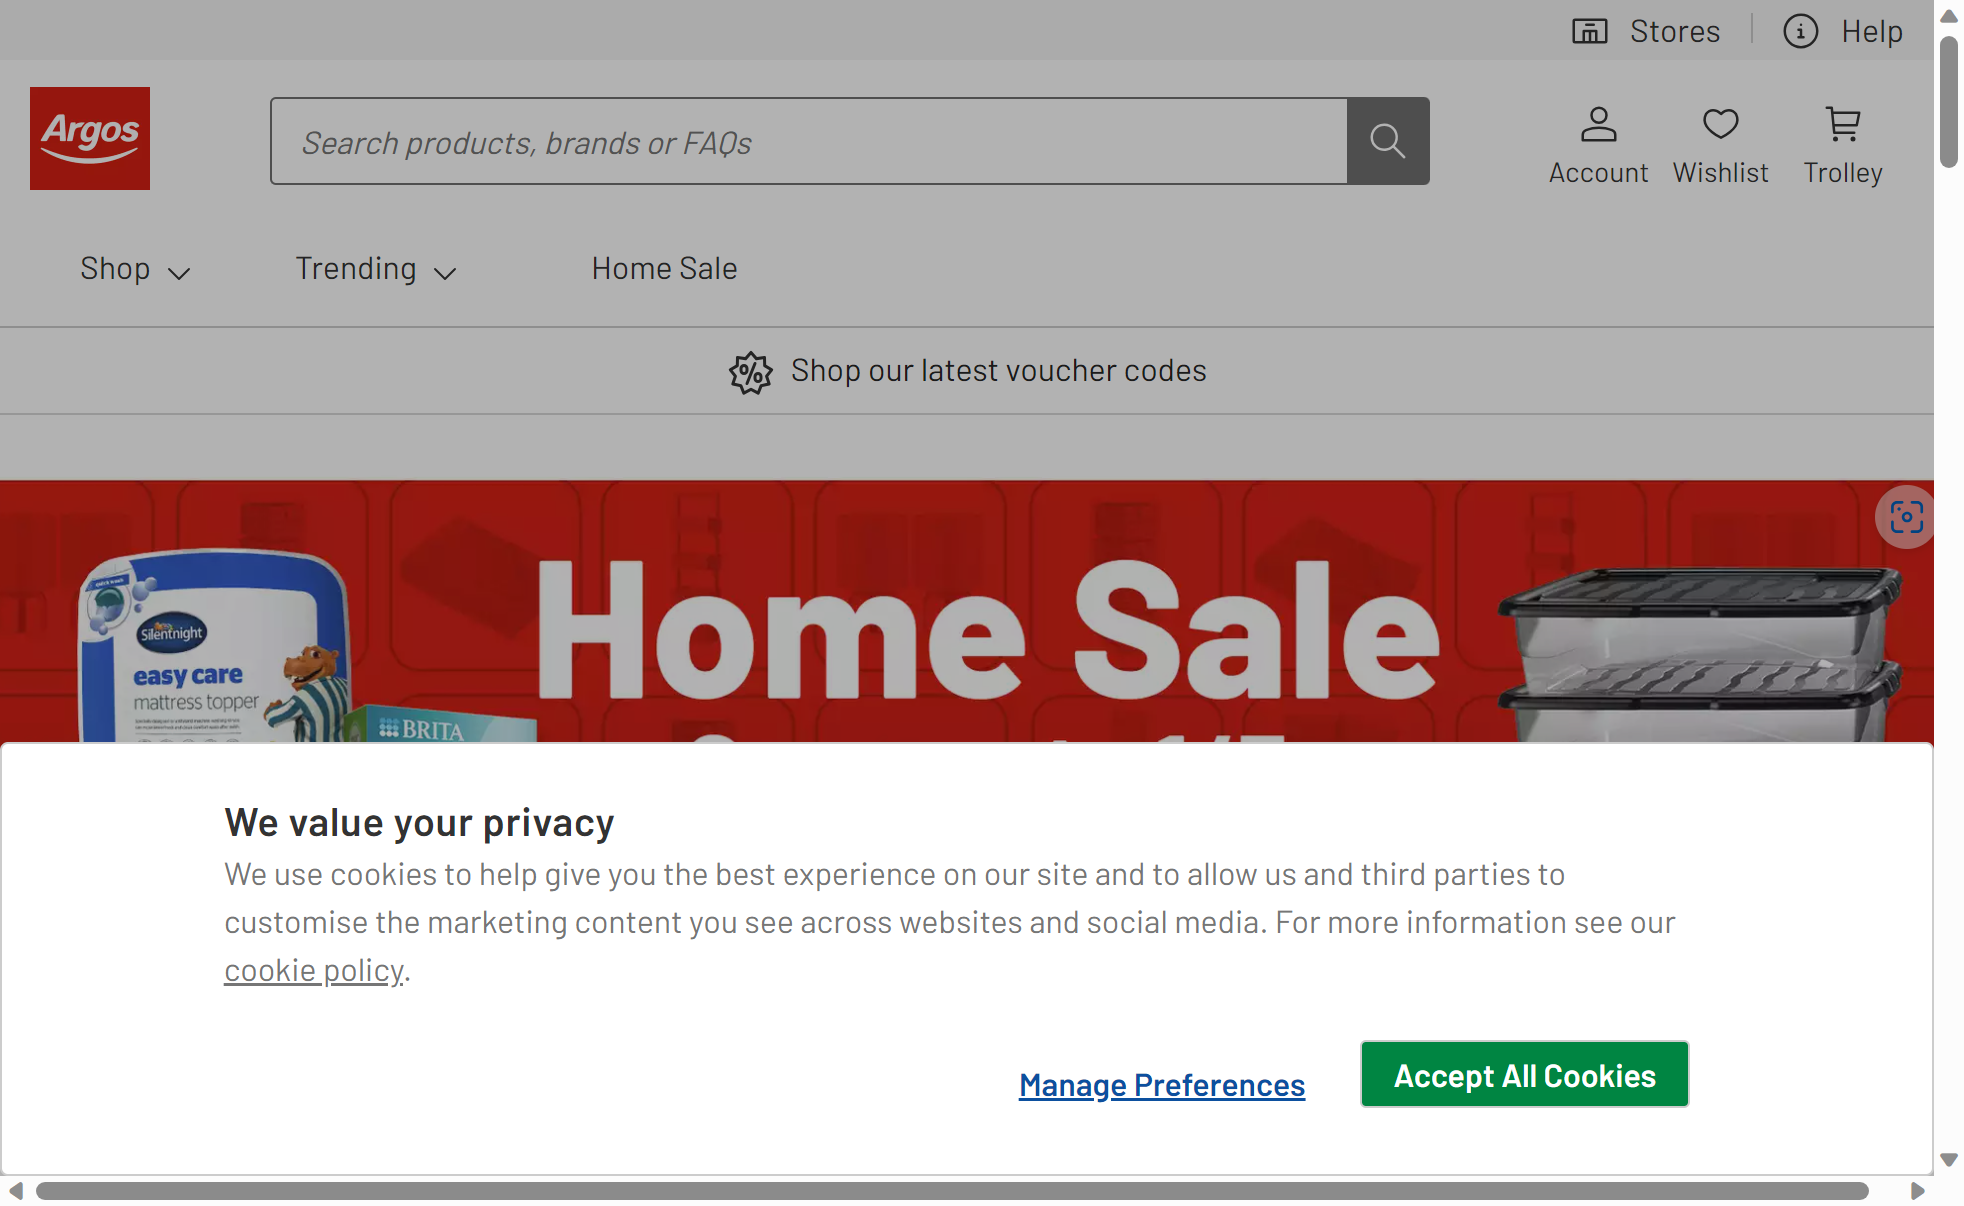 Stores
Help
Argos
Search products, brands or FAQs
Account
Wishlist
Trolley
Shop
Trending
Home Sale
Shop our latest voucher codes
Home Sale
Silentnight
easy care
mattress topper
BRITA
We value your privacy
We use cookies to help give you the best experience on our site and to allow us and third parties to
customise the marketing content you see across websites and social media. For more information see our
cookie policy.
Manage Preferences
Accept All Cookies